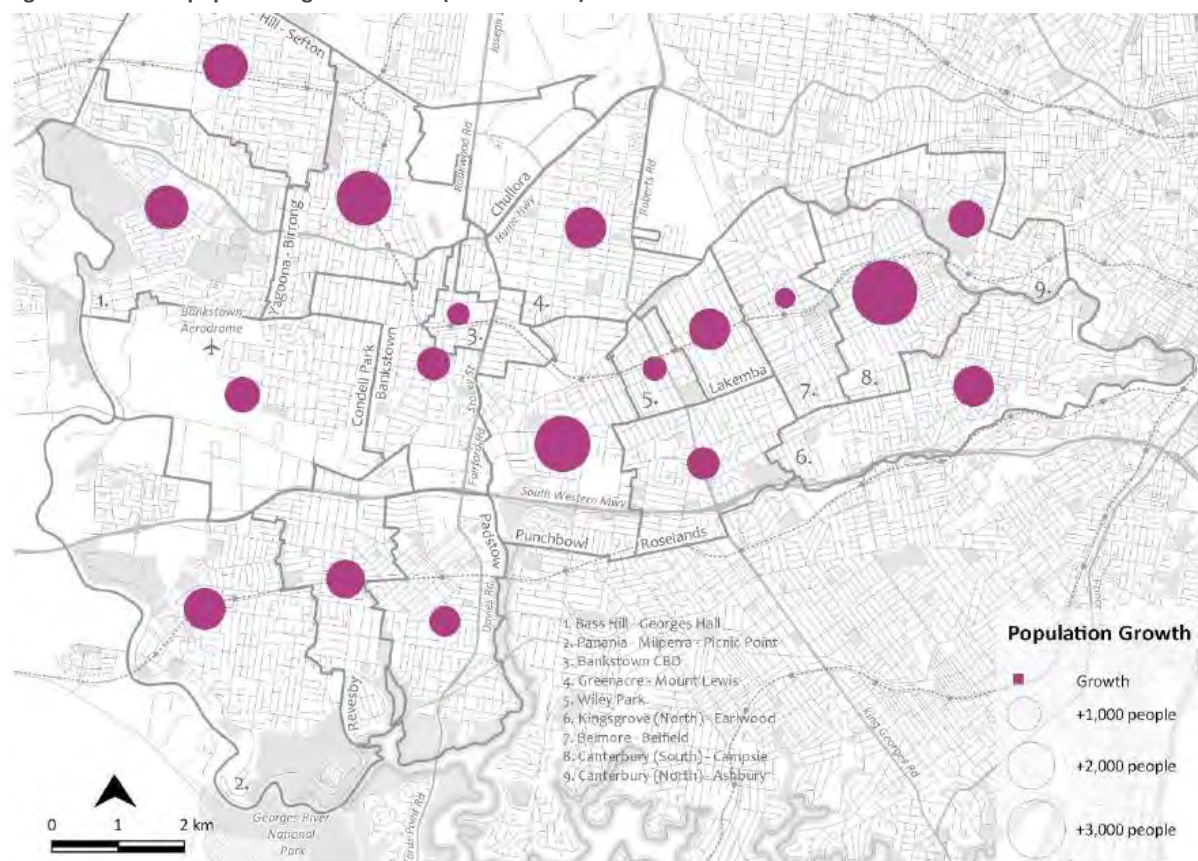 Hill - Sefton
Joseph
Rookwood Rd
Chullora
Hume Hwy
Roberts Rd
Yagoona - Birrong
1.
Bankstown
Aerodrome
3.
4.
9.
Condell Park
Bankstown
Stacey St
5.
Lakemba
7.
8.
6.
Fairford Rd
South Western Mwy
Punchbowl
Roselands
Padstow
Davies Rd
Revesby
2.
Georges River
National
Park
King Georges Rd
1. Bass Hill - Georges Hall
2. Panania - Milperra - Picnic Point
3. Bankstown CBD
4. Greenacre - Mount Lewis
5. Wiley Park
6. Kingsgrove (North) - Earlwood
7. Belmore - Belfield
8. Canterbury (South) - Campsie
9. Canterbury (North) - Ashbury
Population Growth
Growth
+1,000 people
+2,000 people
+3,000 people
0 1 2 km